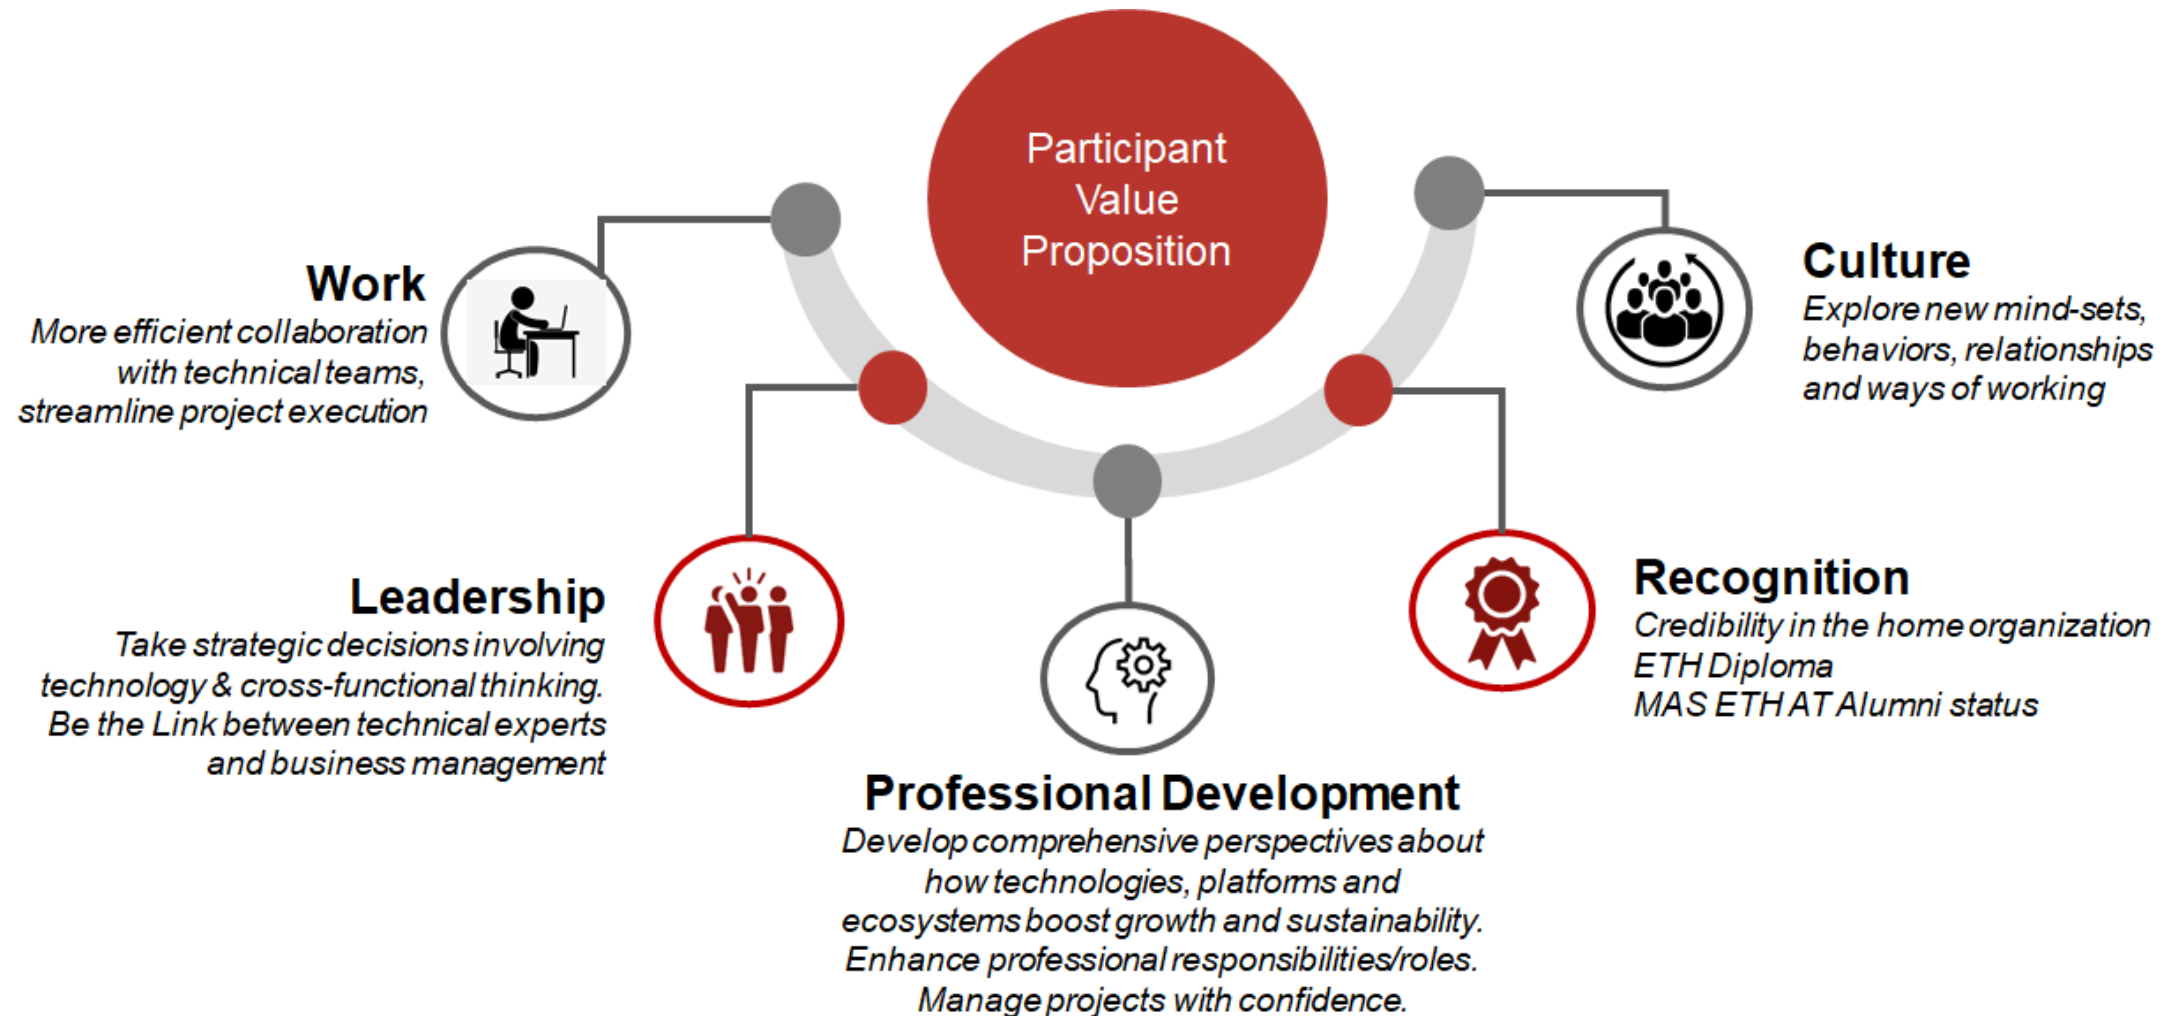 Participant
Value
Proposition
Work
More efficient collaboration
with technical teams,
streamline project execution
Leadership
Take strategic decisions involving
technology & cross-functional thinking.
Be the Link between technical experts
and business management
Professional Development
Develop comprehensive perspectives about
how technologies, platforms and
ecosystems boost growth and sustainability.
Enhance professional responsibilities/roles.
Manage projects with confidence.
Recognition
Credibility in the home organization
ETH Diploma
MAS ETH AT Alumni status
Culture
Explore new mind-sets,
behaviors, relationships
and ways of working